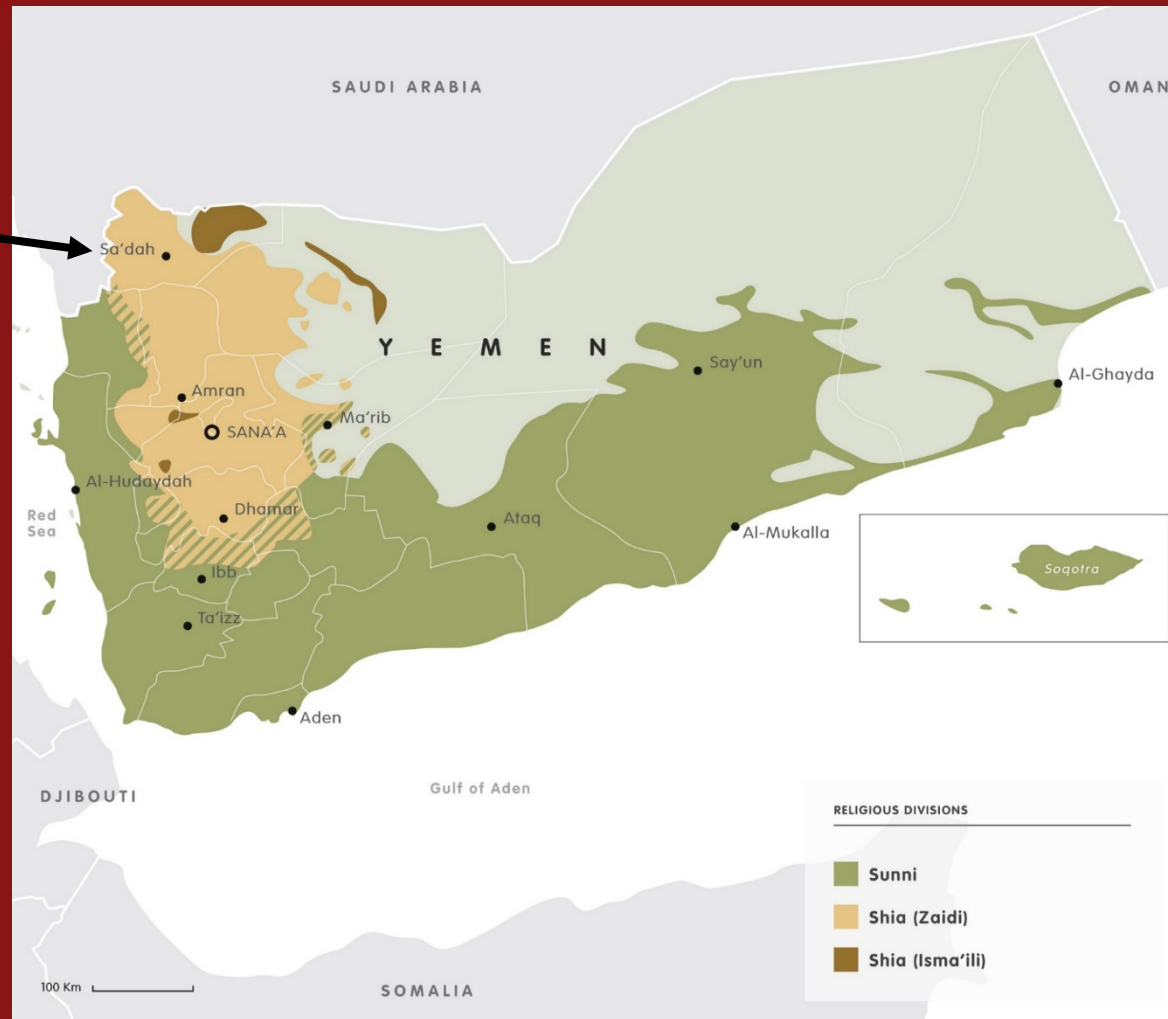 SAUDI ARABIA
OMAN
Sa'dah
Y E M E N
Say'un
Al-Ghayda
Amran
Ma'rib
SANA'A
Al-Hudaydah
Dhamar
Red
Sea
Ataq
Al-Mukalla
Soqotra
Ibb
Ta'izz
Aden
Gulf of Aden
DJIBOUTI
RELIGIOUS DIVISIONS
Sunni
Shia (Zaidi)
Shia (Isma'ili)
100 Km
SOMALIA